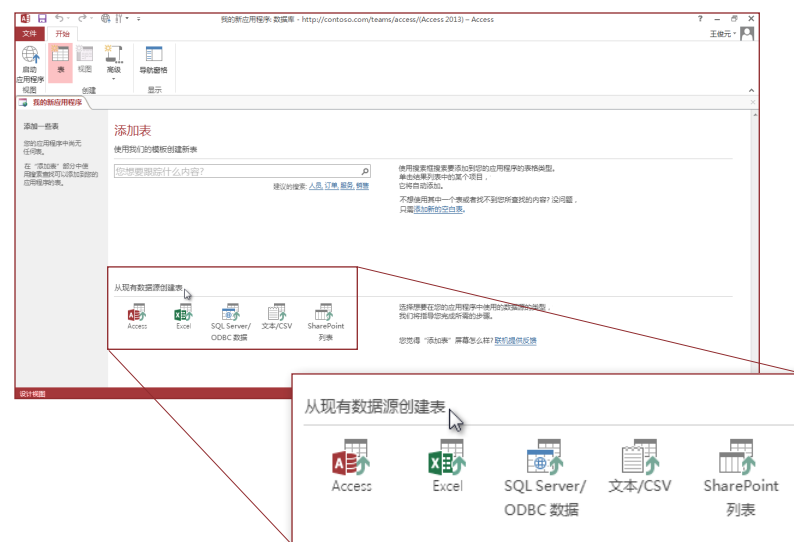 我的新应用程序: 数据库 - http://contoso.com/teams/access/(Access 2013) – Access
文件 开始
王俊元
启动应用程序
表
视图
高级
导航窗格
视图 创建 显示
我的新应用程序
添加一些表
您的应用程序中尚无
任何表。
在“添加表”部分中使
用搜索查找可以添加到您的
应用程序的表。
添加表
使用我们的模板创建新表
您想要跟踪什么内容?
建议的搜索: 人员, 订单, 服务, 销售
使用搜索框搜索要添加到您的应用程序的表格类型。
单击结果列表中的某个项目，
它将自动添加。
不想使用其中一个表或者找不到您所查找的内容? 没问题，
只需添加新的空白表。
从现有数据源创建表
Access
Excel
SQL Server/
ODBC 数据
文本/CSV
SharePoint
列表
选择想要在您的应用程序中使用的数据源的类型，
我们将指导您完成所需的步骤。
您觉得“添加表”屏幕怎么样? 联机提供反馈
设计视图
从现有数据源创建表
Access
Excel
SQL Server/
ODBC 数据
文本/CSV
SharePoint
列表